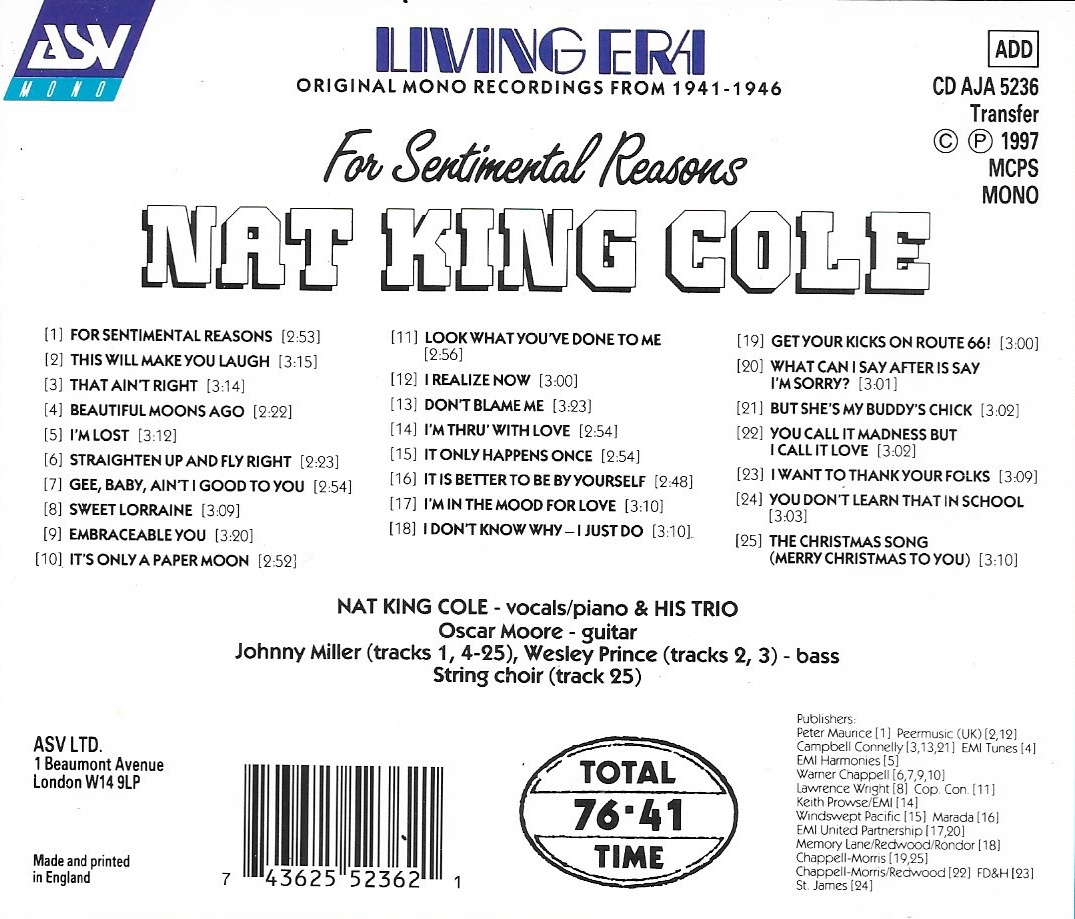 ASV
MONO
LIVING ERA
ORIGINAL MONO RECORDINGS FROM 1941-1946
ADD
CD AJA 5236
Transfer
© ℗ 1997
MCPS
MONO
For Sentimental Reasons
NAT KING COLE
[1] FOR SENTIMENTAL REASONS [2:53]
[2] THIS WILL MAKE YOU LAUGH [3:15]
[3] THAT AIN'T RIGHT [3:14]
[4] BEAUTIFUL MOONS AGO [2:22]
[5] I'M LOST [3:12]
[6] STRAIGHTEN UP AND FLY RIGHT [2:23]
[7] GEE, BABY, AIN'T I GOOD TO YOU [2:54]
[8] SWEET LORRAINE [3:09]
[9] EMBRACEABLE YOU [3:20]
[10] IT'S ONLY A PAPER MOON [2:52]
[11] LOOK WHAT YOU'VE DONE TO ME
[2:56]
[12] I REALIZE NOW [3:00]
[13] DON'T BLAME ME [3:23]
[14] I'M THRU' WITH LOVE [2:54]
[15] IT ONLY HAPPENS ONCE [2:54]
[16] IT IS BETTER TO BE BY YOURSELF [2:48]
[17] I'M IN THE MOOD FOR LOVE [3:10]
[18] I DON'T KNOW WHY – I JUST DO [3:10]
[19] GET YOUR KICKS ON ROUTE 66! [3:00]
[20] WHAT CAN I SAY AFTER IS SAY
I'M SORRY? [3:01]
[21] BUT SHE'S MY BUDDY'S CHICK [3:02]
[22] YOU CALL IT MADNESS BUT
I CALL IT LOVE [3:02]
[23] I WANT TO THANK YOUR FOLKS [3:09]
[24] YOU DON'T LEARN THAT IN SCHOOL
[3:03]
[25] THE CHRISTMAS SONG
(MERRY CHRISTMAS TO YOU) [3:10]
NAT KING COLE - vocals/piano & HIS TRIO
Oscar Moore - guitar
Johnny Miller (tracks 1, 4-25), Wesley Prince (tracks 2, 3) - bass
String choir (track 25)
ASV LTD.
1 Beaumont Avenue
London W14 9LP
Made and printed
in England
7 43625 52362 1
TOTAL
76·41
TIME
Publishers:
Peter Maurice [1] Peermusic (UK) [2,12]
Campbell Connelly [3,13,21] EMI Tunes [4]
EMI Harmonies [5]
Warner Chappell [6,7,9,10]
Lawrence Wright [8] Cop. Con. [11]
Keith Prowse/EMI [14]
Windswept Pacific [15] Marada [16]
EMI United Partnership [17,20]
Memory Lane/Redwood/Rondor [18]
Chappell-Morris [19,25]
Chappell-Morris/Redwood [22] FD&H [23]
St. James [24]